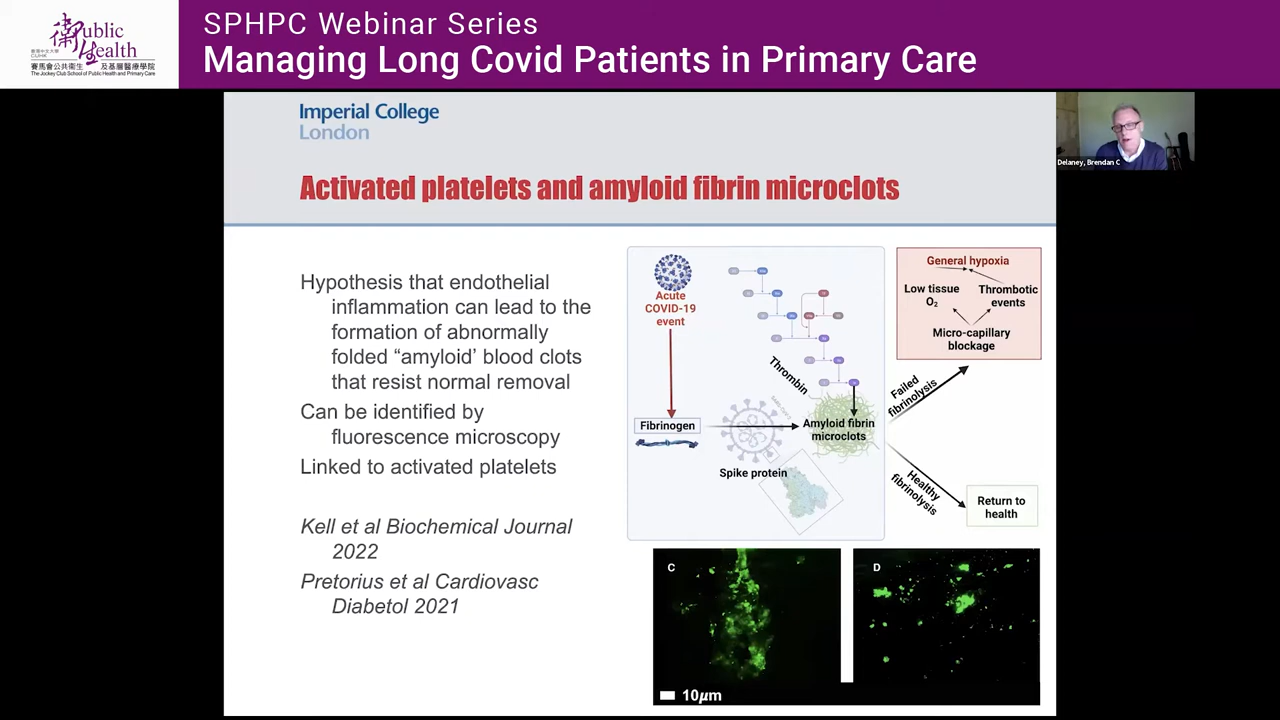 SPHPC Webinar Series
Managing Long Covid Patients in Primary Care
Public
Health
衞
香港中文大學
CUHK
賽馬會公共衞生 及基層醫療學院
The Jockey Club School of Public Health and Primary Care
Imperial College
London
Delaney, Brendan C
Activated platelets and amyloid fibrin microclots
Hypothesis that endothelial
inflammation can lead to the
formation of abnormally
folded “amyloid’ blood clots
that resist normal removal
Can be identified by
fluorescence microscopy
Linked to activated platelets
Kell et al Biochemical Journal
2022
Pretorius et al Cardiovasc
Diabetol 2021
Acute
COVID-19
event
Fibrinogen
Thrombin
Amyloid fibrin
microclots
Spike protein
General hypoxia
Low tissue
O₂
Thrombotic
events
Micro-capillary
blockage
Failed
fibrinolysis
Healthy
fibrinolysis
Return to
health
C
D
10μm